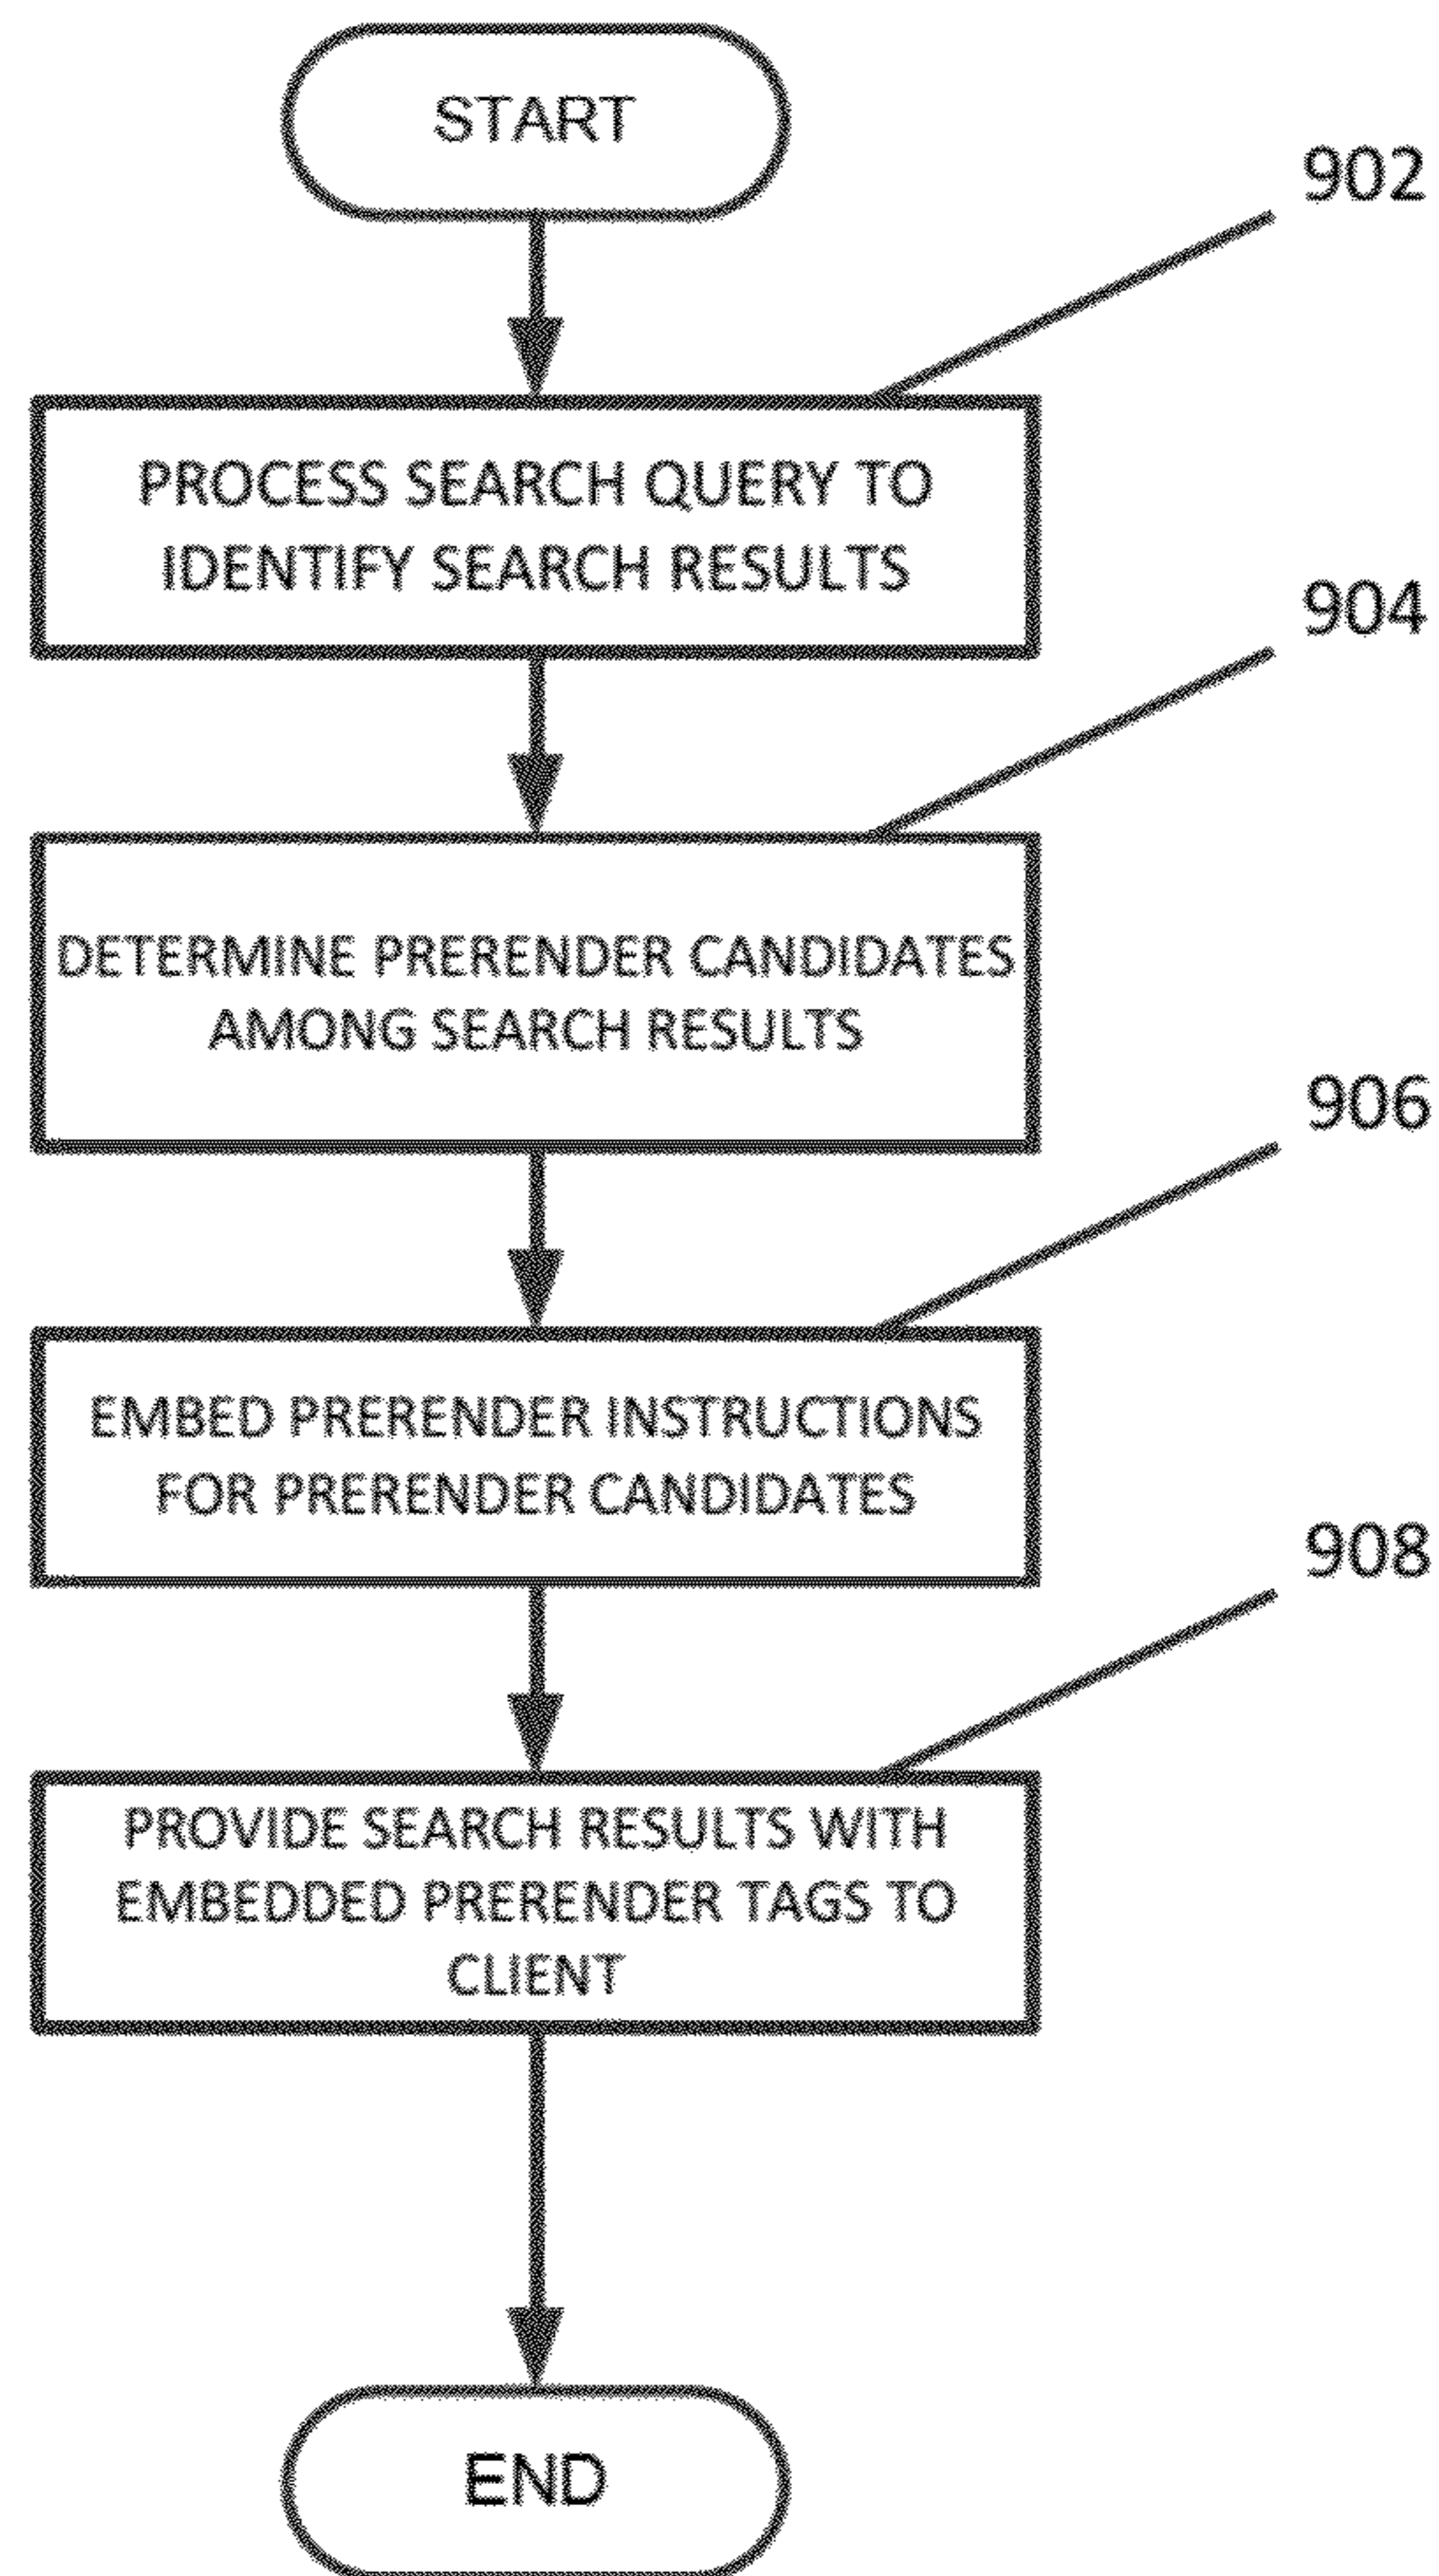 START
902
PROCESS SEARCH QUERY TO
IDENTIFY SEARCH RESULTS
904
DETERMINE PRERENDER CANDIDATES
AMONG SEARCH RESULTS
906
EMBED PRERENDER INSTRUCTIONS
FOR PRERENDER CANDIDATES
908
PROVIDE SEARCH RESULTS WITH
EMBEDDED PRERENDER TAGS TO
CLIENT
END